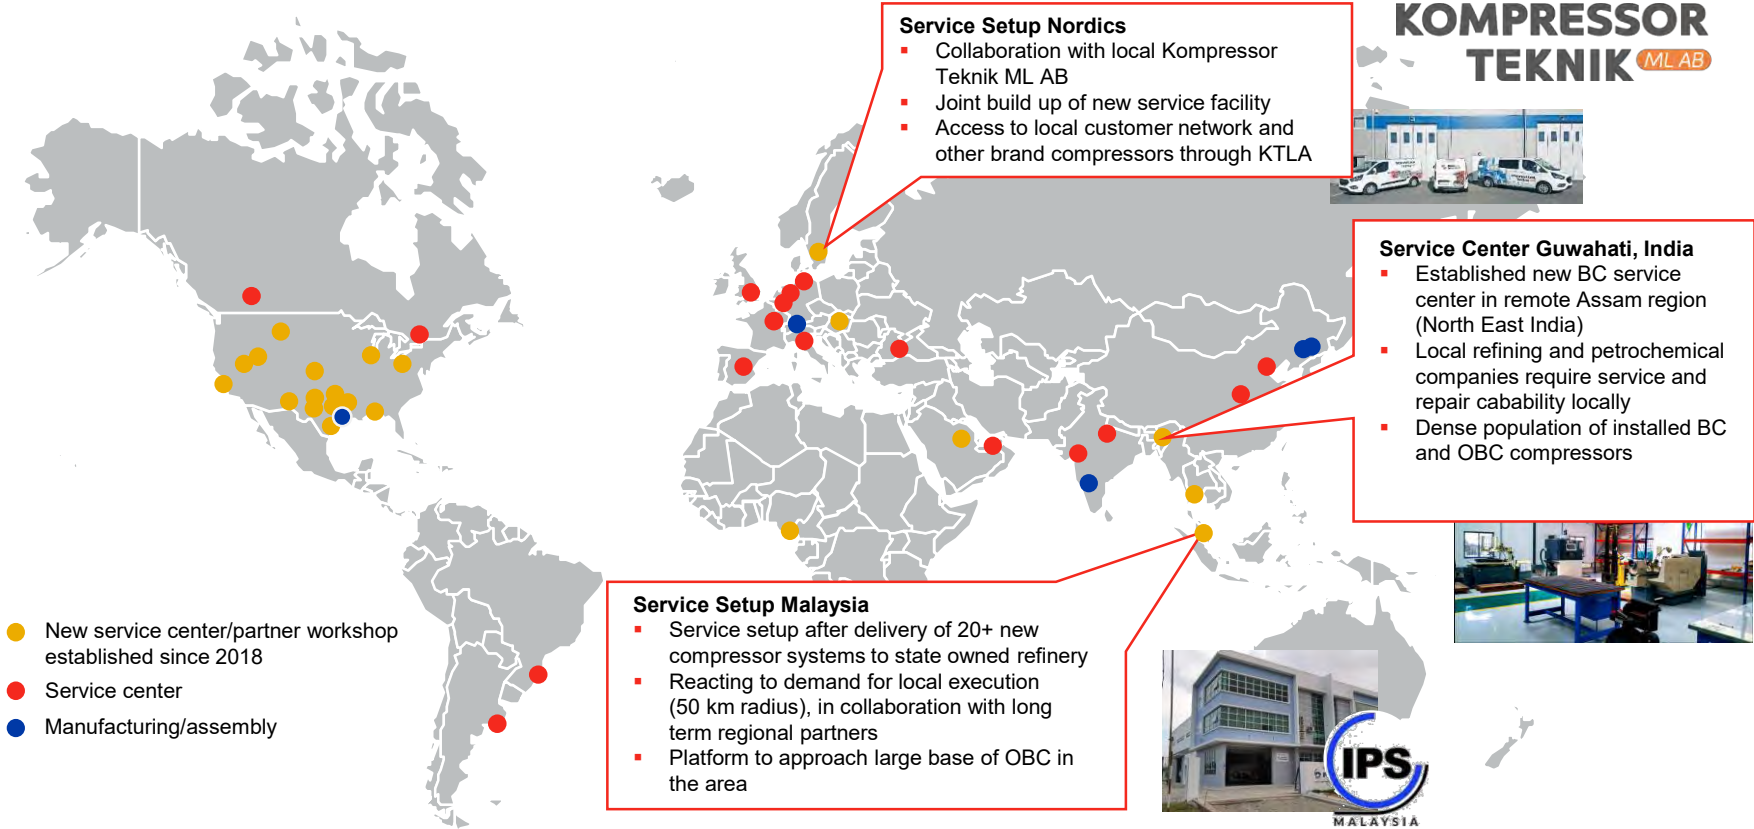 KOMPRESSOR
TEKNIK ML AB
Service Setup Nordics
▪ Collaboration with local Kompressor
Teknik ML AB
▪ Joint build up of new service facility
▪ Access to local customer network and
other brand compressors through KTLA
Service Center Guwahati, India
▪ Established new BC service
center in remote Assam region
(North East India)
▪ Local refining and petrochemical
companies require service and
repair cabability locally
▪ Dense population of installed BC
and OBC compressors
Service Setup Malaysia
▪ Service setup after delivery of 20+ new
compressor systems to state owned refinery
▪ Reacting to demand for local execution
(50 km radius), in collaboration with long
term regional partners
▪ Platform to approach large base of OBC in
the area
New service center/partner workshop
established since 2018
Service center
Manufacturing/assembly
IPS
MALAYSIA